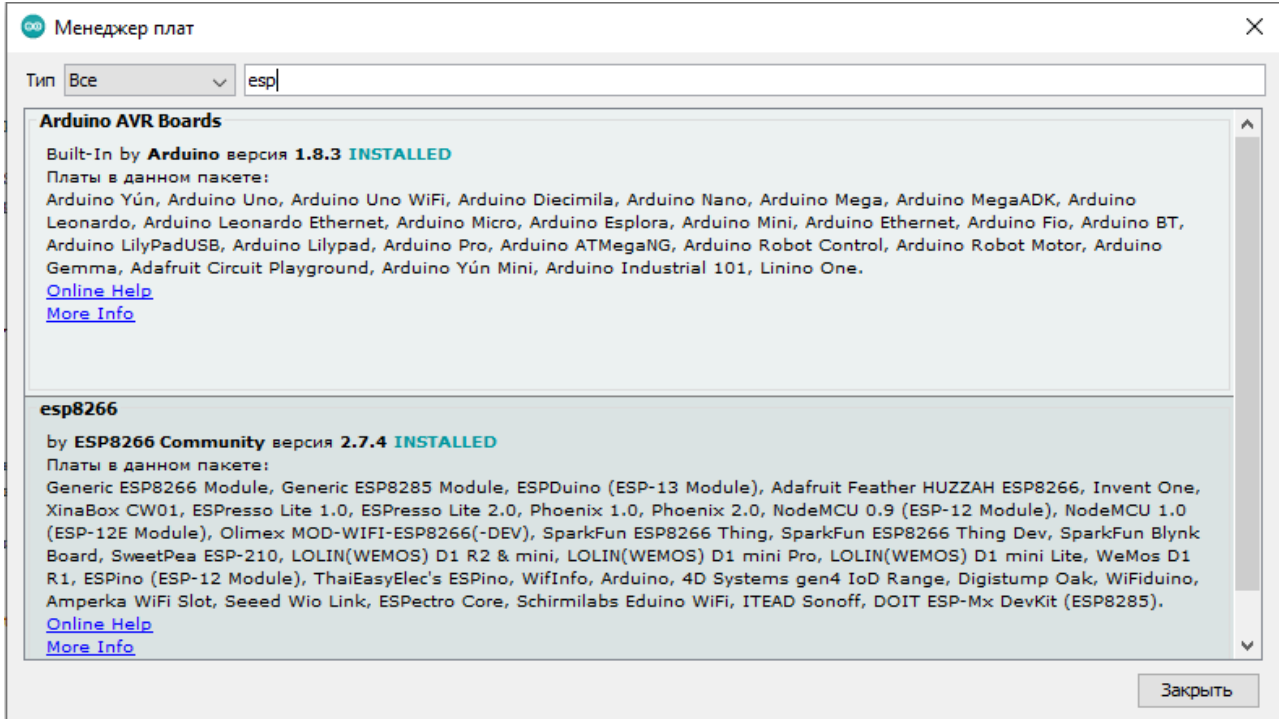 Менеджер плат
Тип Все esp
Arduino AVR Boards
Built-In by Arduino версия 1.8.3 INSTALLED
Платы в данном пакете:
Arduino Yún, Arduino Uno, Arduino Uno WiFi, Arduino Diecimila, Arduino Nano, Arduino Mega, Arduino MegaADK, Arduino
Leonardo, Arduino Leonardo Ethernet, Arduino Micro, Arduino Esplora, Arduino Mini, Arduino Ethernet, Arduino Fio, Arduino BT,
Arduino LilyPadUSB, Arduino Lilypad, Arduino Pro, Arduino ATMegaNG, Arduino Robot Control, Arduino Robot Motor, Arduino
Gemma, Adafruit Circuit Playground, Arduino Yún Mini, Arduino Industrial 101, Linino One.
Online Help
More Info
esp8266
by ESP8266 Community версия 2.7.4 INSTALLED
Платы в данном пакете:
Generic ESP8266 Module, Generic ESP8285 Module, ESPDuino (ESP-13 Module), Adafruit Feather HUZZAH ESP8266, Invent One,
XinaBox CW01, ESPresso Lite 1.0, ESPresso Lite 2.0, Phoenix 1.0, Phoenix 2.0, NodeMCU 0.9 (ESP-12 Module), NodeMCU 1.0
(ESP-12E Module), Olimex MOD-WIFI-ESP8266(-DEV), SparkFun ESP8266 Thing, SparkFun ESP8266 Thing Dev, SparkFun Blynk
Board, SweetPea ESP-210, LOLIN(WEMOS) D1 R2 & mini, LOLIN(WEMOS) D1 mini Pro, LOLIN(WEMOS) D1 mini Lite, WeMos D1
R1, ESPino (ESP-12 Module), ThaiEasyElec's ESPino, WifInfo, Arduino, 4D Systems gen4 IoD Range, Digistump Oak, WiFiduino,
Amperka WiFi Slot, Seeed Wio Link, ESPectro Core, Schirmilabs Eduino WiFi, ITEAD Sonoff, DOIT ESP-Mx DevKit (ESP8285).
Online Help
More Info
Закрыть